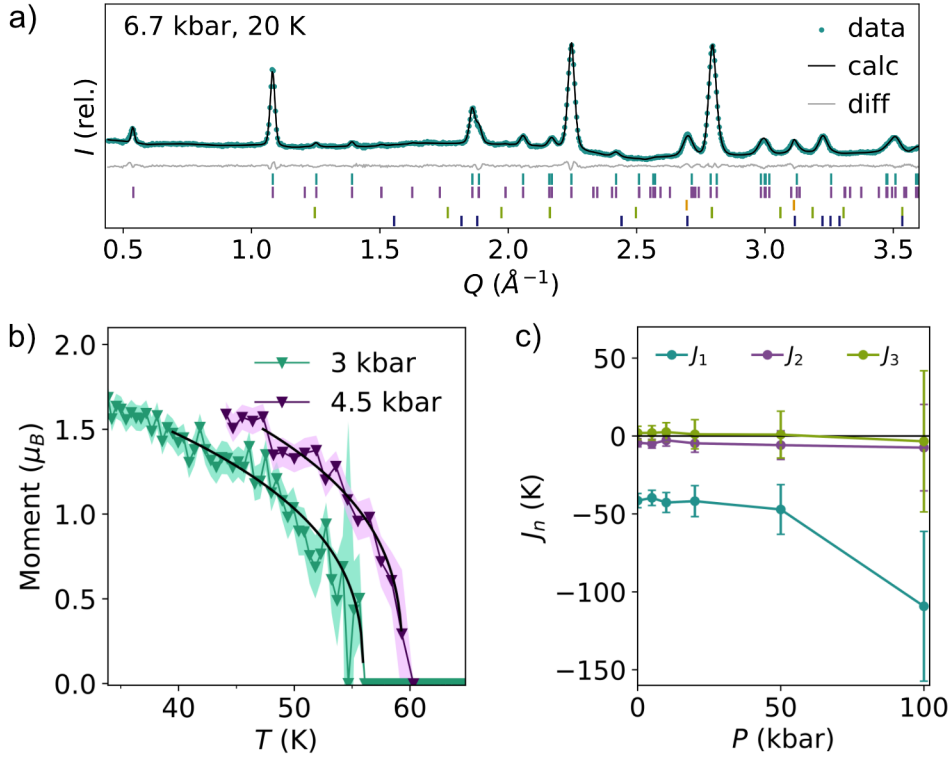 a)
6.7 kbar, 20 K
data
calc
diff
I (rel.)
0.5 1.0 1.5 2.0 2.5 3.0 3.5
Q (Å⁻¹)
b)
3 kbar
4.5 kbar
2.0
1.5
1.0
0.5
0.0
Moment (μ_B)
40 50 60
T (K)
c)
J₁ J₂ J₃
50
0
−50
−100
−150
Jₙ (K)
0 50 100
P (kbar)